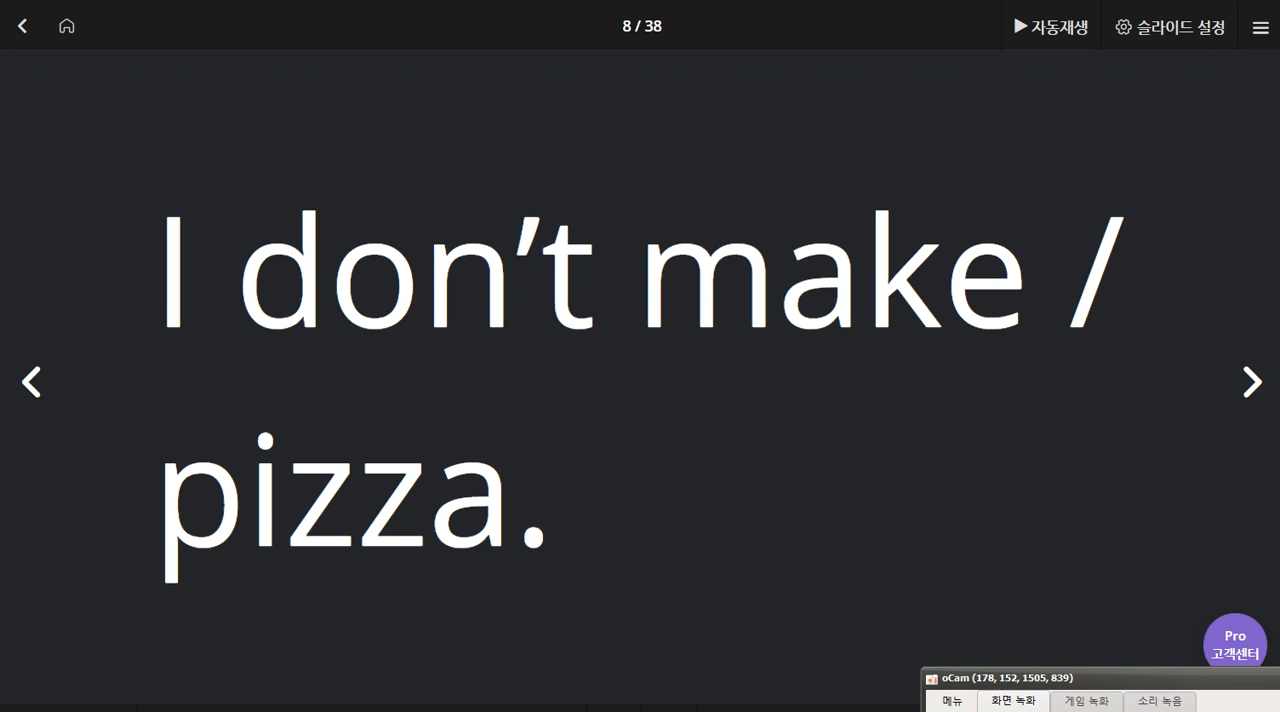 8 / 38
▶ 자동재생
슬라이드 설정
I don’t make /
pizza.
Pro
고객센터
oCam (178, 152, 1505, 839)
메뉴
화면 녹화
게임 녹화
소리 녹음